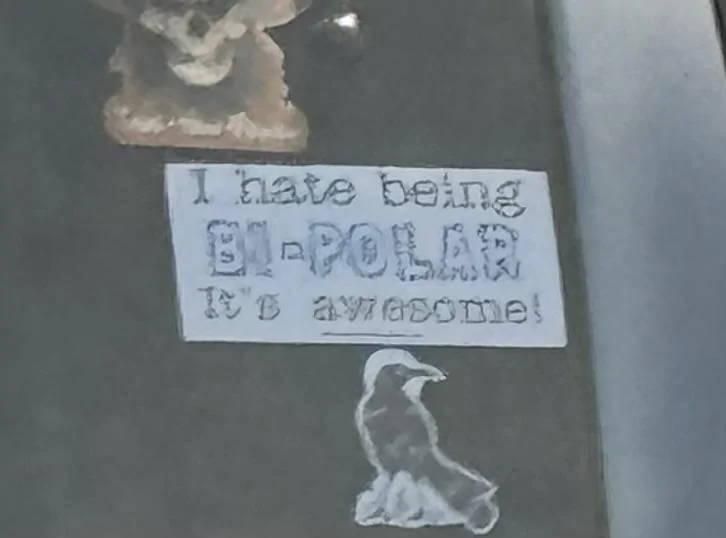 I hate being
BI-POLAR
It's awesome!